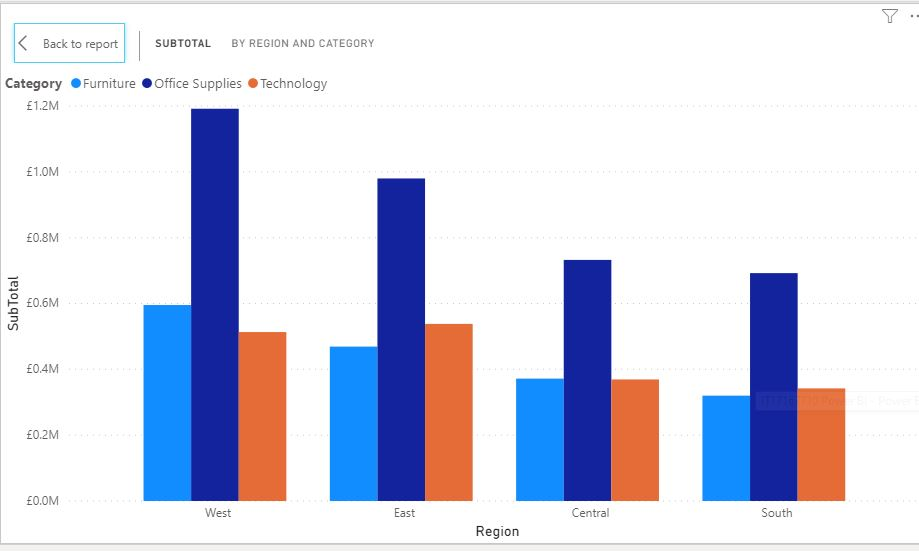 Back to report
SUBTOTAL BY REGION AND CATEGORY
Category Furniture Office Supplies Technology
£1.2M
£1.0M
£0.8M
£0.6M
£0.4M
£0.2M
£0.0M
SubTotal
West East Central South
Region